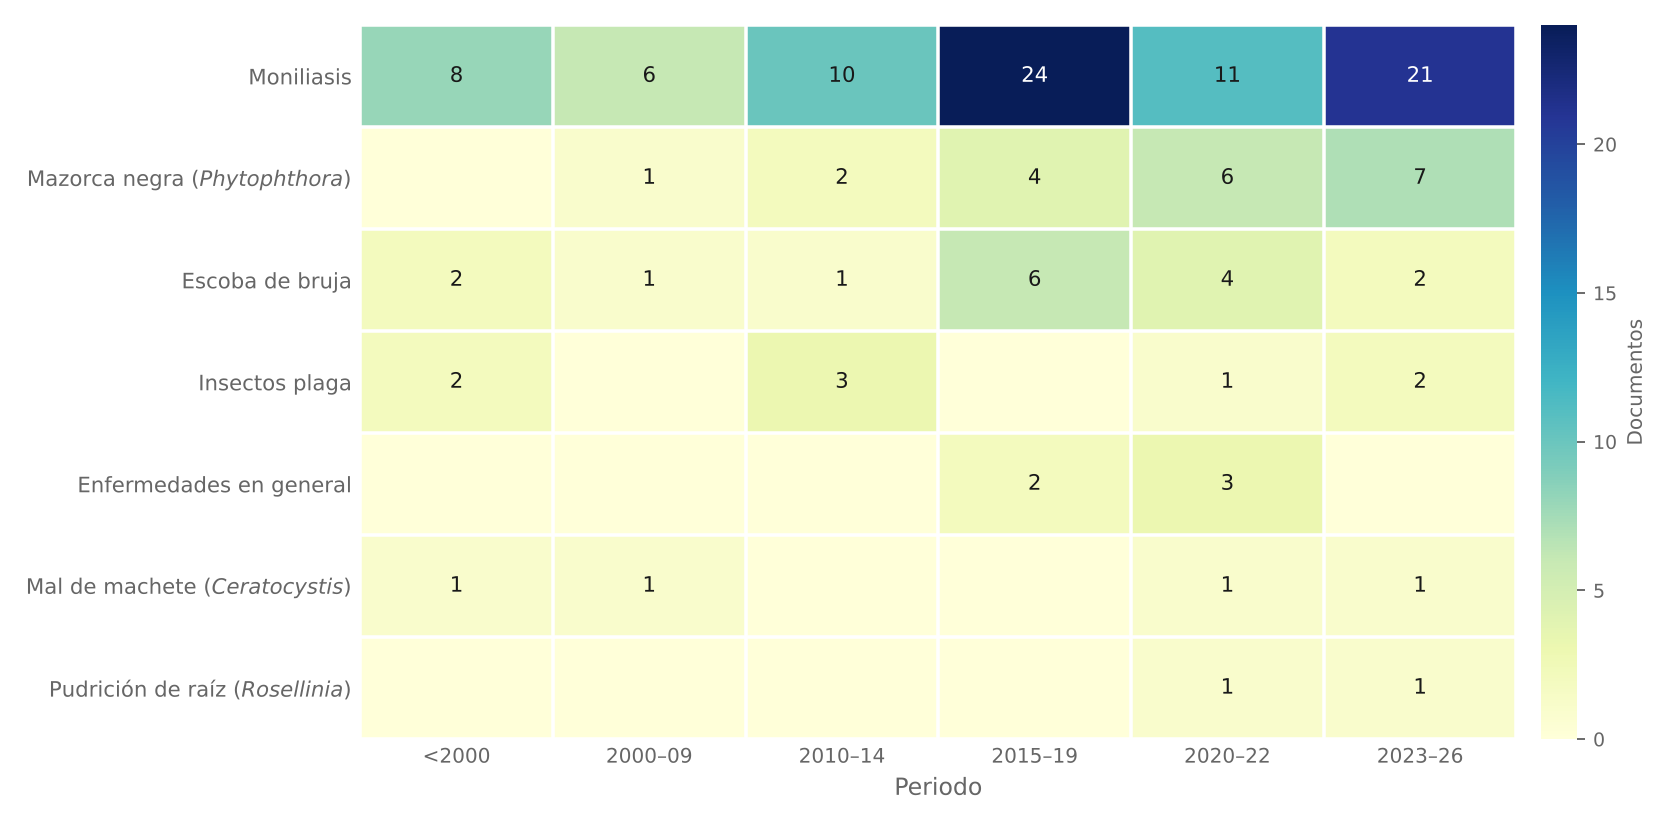 Moniliasis 8 6 10 24 11 21
Mazorca negra (Phytophthora) 1 2 4 6 7
Escoba de bruja 2 1 1 6 4 2
Insectos plaga 2 3 1 2
Enfermedades en general 2 3
Mal de machete (Ceratocystis) 1 1 1 1
Pudrición de raíz (Rosellinia) 1 1
<2000 2000–09 2010–14 2015–19 2020–22 2023–26
Periodo
20
15
10
5
0
Documentos